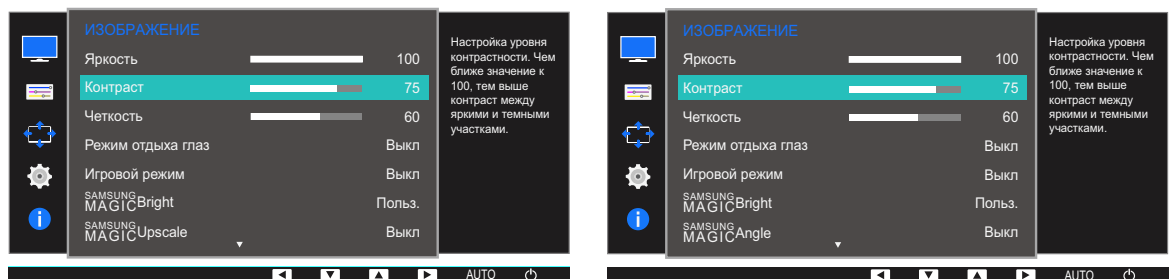 ИЗОБРАЖЕНИЕ
Яркость 100
Контраст 75
Четкость 60
Режим отдыха глаз Выкл
Игровой режим Выкл
SAMSUNG MAGIC Bright Польз.
SAMSUNG MAGIC Upscale Выкл
Настройка уровня
контрастности. Чем
ближе значение к
100, тем выше
контраст между
яркими и темными
участками.
AUTO
ИЗОБРАЖЕНИЕ
Яркость 100
Контраст 75
Четкость 60
Режим отдыха глаз Выкл
Игровой режим Выкл
SAMSUNG MAGIC Bright Польз.
SAMSUNG MAGIC Angle Выкл
Настройка уровня
контрастности. Чем
ближе значение к
100, тем выше
контраст между
яркими и темными
участками.
AUTO